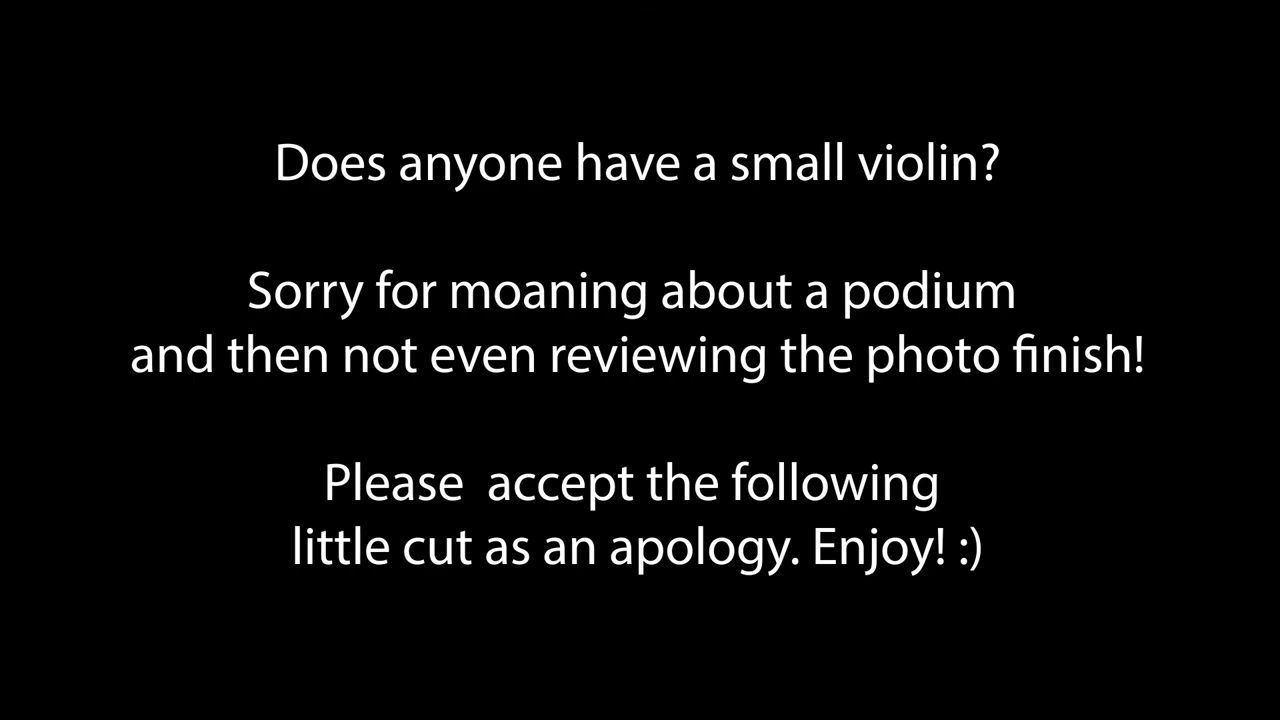 Does anyone have a small violin?
Sorry for moaning about a podium
and then not even reviewing the photo finish!
Please  accept the following
little cut as an apology. Enjoy! :)